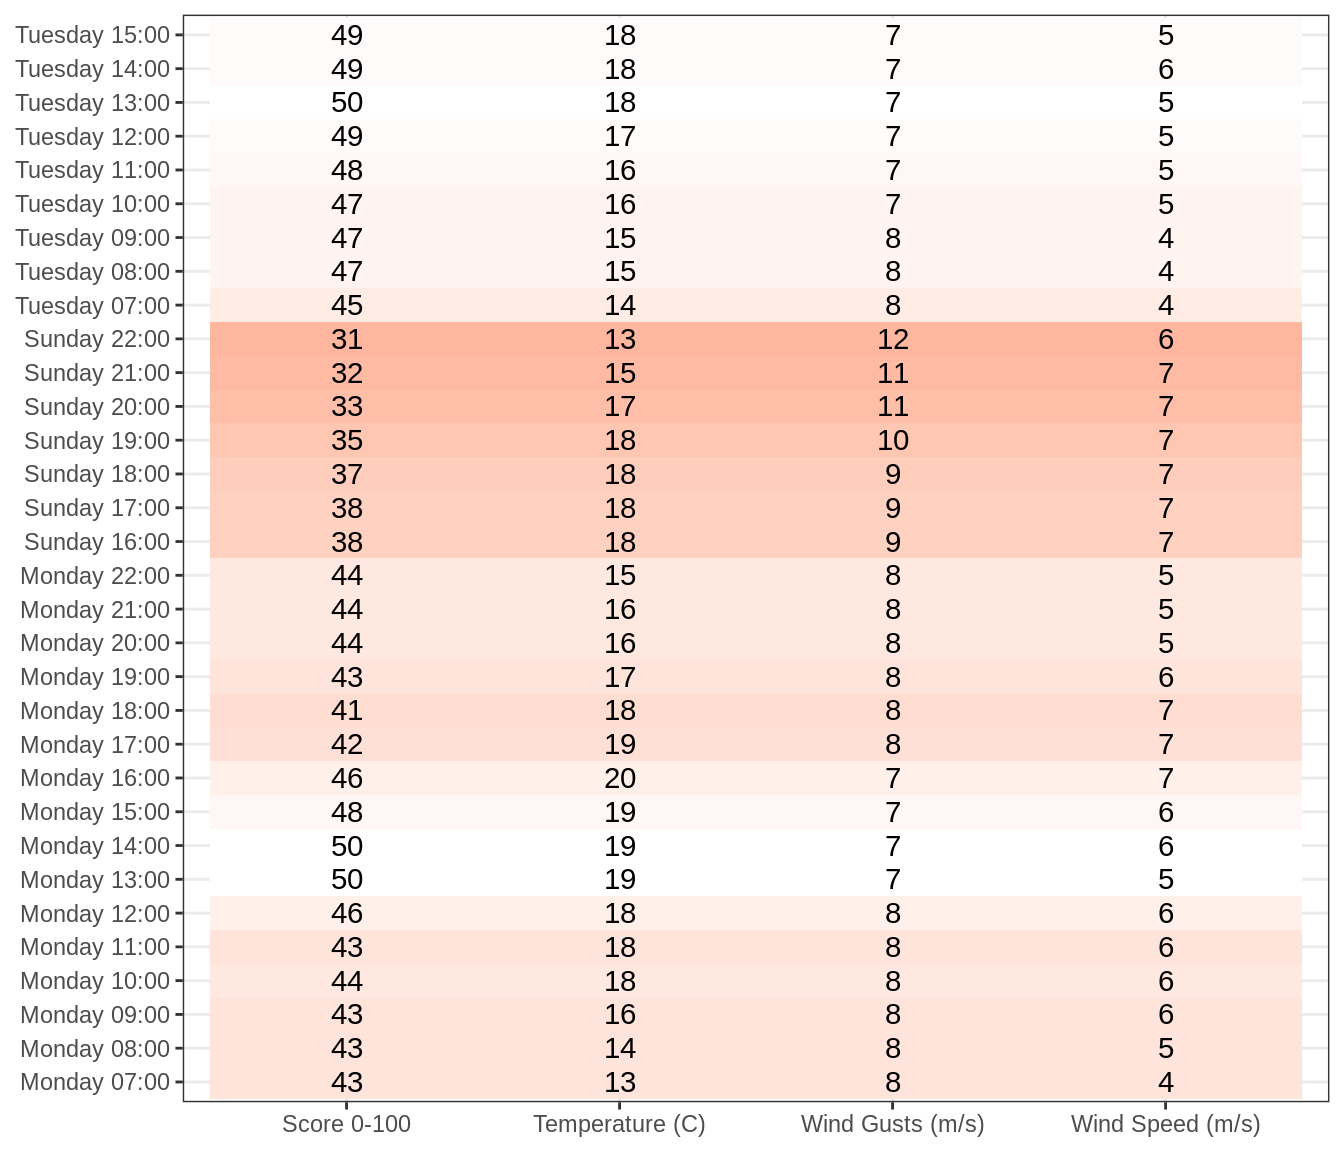 Tuesday 15:00 49 18 7 5
Tuesday 14:00 49 18 7 6
Tuesday 13:00 50 18 7 5
Tuesday 12:00 49 17 7 5
Tuesday 11:00 48 16 7 5
Tuesday 10:00 47 16 7 5
Tuesday 09:00 47 15 8 4
Tuesday 08:00 47 15 8 4
Tuesday 07:00 45 14 8 4
Sunday 22:00 31 13 12 6
Sunday 21:00 32 15 11 7
Sunday 20:00 33 17 11 7
Sunday 19:00 35 18 10 7
Sunday 18:00 37 18 9 7
Sunday 17:00 38 18 9 7
Sunday 16:00 38 18 9 7
Monday 22:00 44 15 8 5
Monday 21:00 44 16 8 5
Monday 20:00 44 16 8 5
Monday 19:00 43 17 8 6
Monday 18:00 41 18 8 7
Monday 17:00 42 19 8 7
Monday 16:00 46 20 7 7
Monday 15:00 48 19 7 6
Monday 14:00 50 19 7 6
Monday 13:00 50 19 7 5
Monday 12:00 46 18 8 6
Monday 11:00 43 18 8 6
Monday 10:00 44 18 8 6
Monday 09:00 43 16 8 6
Monday 08:00 43 14 8 5
Monday 07:00 43 13 8 4
Score 0-100 Temperature (C) Wind Gusts (m/s) Wind Speed (m/s)